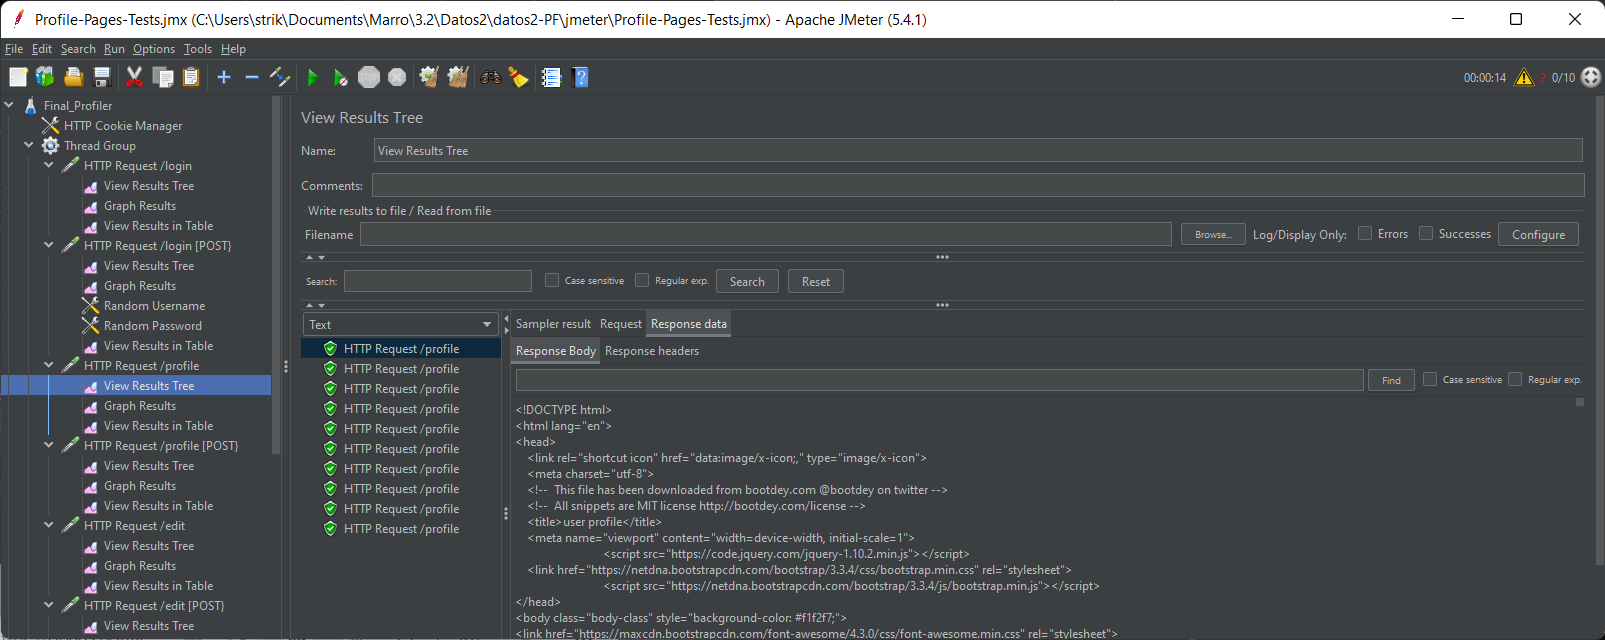 Profile-Pages-Tests.jmx (C:\Users\strik\Documents\Marro\3.2\Datos2\datos2-PF\jmeter\Profile-Pages-Tests.jmx) - Apache JMeter (5.4.1)
File Edit Search Run Options Tools Help
STOP
00:00:14 2 0/10
Final_Profiler
HTTP Cookie Manager
Thread Group
HTTP Request /login
View Results Tree
Graph Results
View Results in Table
HTTP Request /login [POST}
View Results Tree
Graph Results
Random Username
Random Password
View Results in Table
HTTP Request /profile
View Results Tree
Graph Results
View Results in Table
HTTP Request /profile [POST}
View Results Tree
Graph Results
View Results in Table
HTTP Request /edit
View Results Tree
Graph Results
View Results in Table
HTTP Request /edit [POST}
View Results Tree
View Results Tree
Name: View Results Tree
Comments:
Write results to file / Read from file
Filename Browse... Log/Display Only: Errors Successes Configure
Search: Case sensitive Regular exp. Search Reset
Text
HTTP Request /profile
HTTP Request /profile
HTTP Request /profile
HTTP Request /profile
HTTP Request /profile
HTTP Request /profile
HTTP Request /profile
HTTP Request /profile
HTTP Request /profile
HTTP Request /profile
Sampler result Request Response data
Response Body Response headers
Find Case sensitive Regular exp.
<!DOCTYPE html>
<html lang="en">
<head>
<link rel="shortcut icon" href="data:image/x-icon;," type="image/x-icon">
<meta charset="utf-8">
<!-- This file has been downloaded from bootdey.com @bootdey on twitter -->
<!-- All snippets are MIT license http://bootdey.com/license -->
<title>user profile</title>
<meta name="viewport" content="width=device-width, initial-scale=1">
<script src="https://code.jquery.com/jquery-1.10.2.min.js"></script>
<link href="https://netdna.bootstrapcdn.com/bootstrap/3.3.4/css/bootstrap.min.css" rel="stylesheet">
<script src="https://netdna.bootstrapcdn.com/bootstrap/3.3.4/js/bootstrap.min.js"></script>
</head>
<body class="body-class" style="background-color: #f1f2f7;">
<link href="https://maxcdn.bootstrapcdn.com/font-awesome/4.3.0/css/font-awesome.min.css" rel="stylesheet">